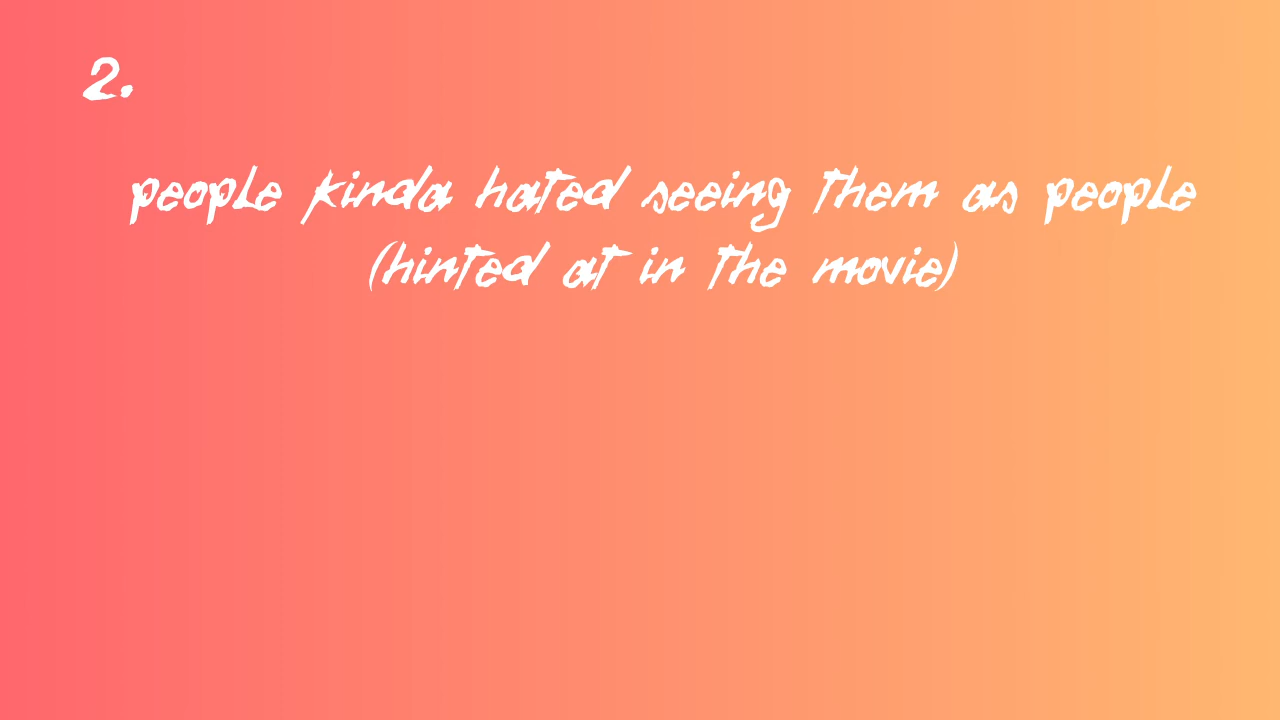 2.
people kinda hated seeing them as people
(hinted at in the movie)